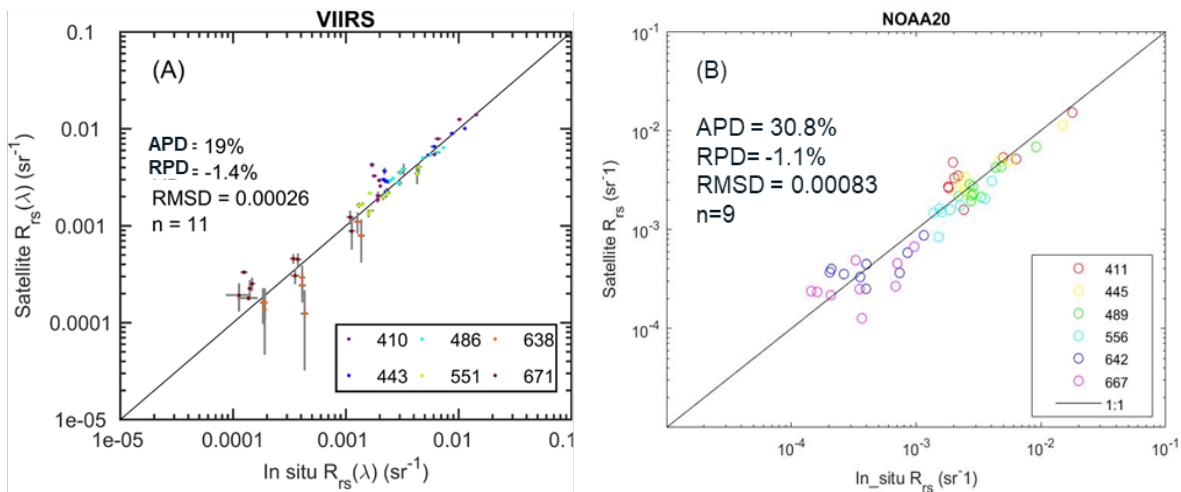 VIIRS
(A)
APD = 19%
RPD = -1.4%
RMSD = 0.00026
n = 11
0.1
0.01
0.001
0.0001
1e-05
Satellite Rrs(λ) (sr-1)
410 486 638
443 551 671
1e-05 0.0001 0.001 0.01 0.1
In situ Rrs(λ) (sr-1)
NOAA20
(B)
APD = 30.8%
RPD= -1.1%
RMSD = 0.00083
n=9
10-1
10-2
10-3
10-4
Satellite Rrs (sr-1)
411
445
489
556
642
667
1:1
10-4 10-3 10-2 10-1
In_situ Rrs (sr-1)